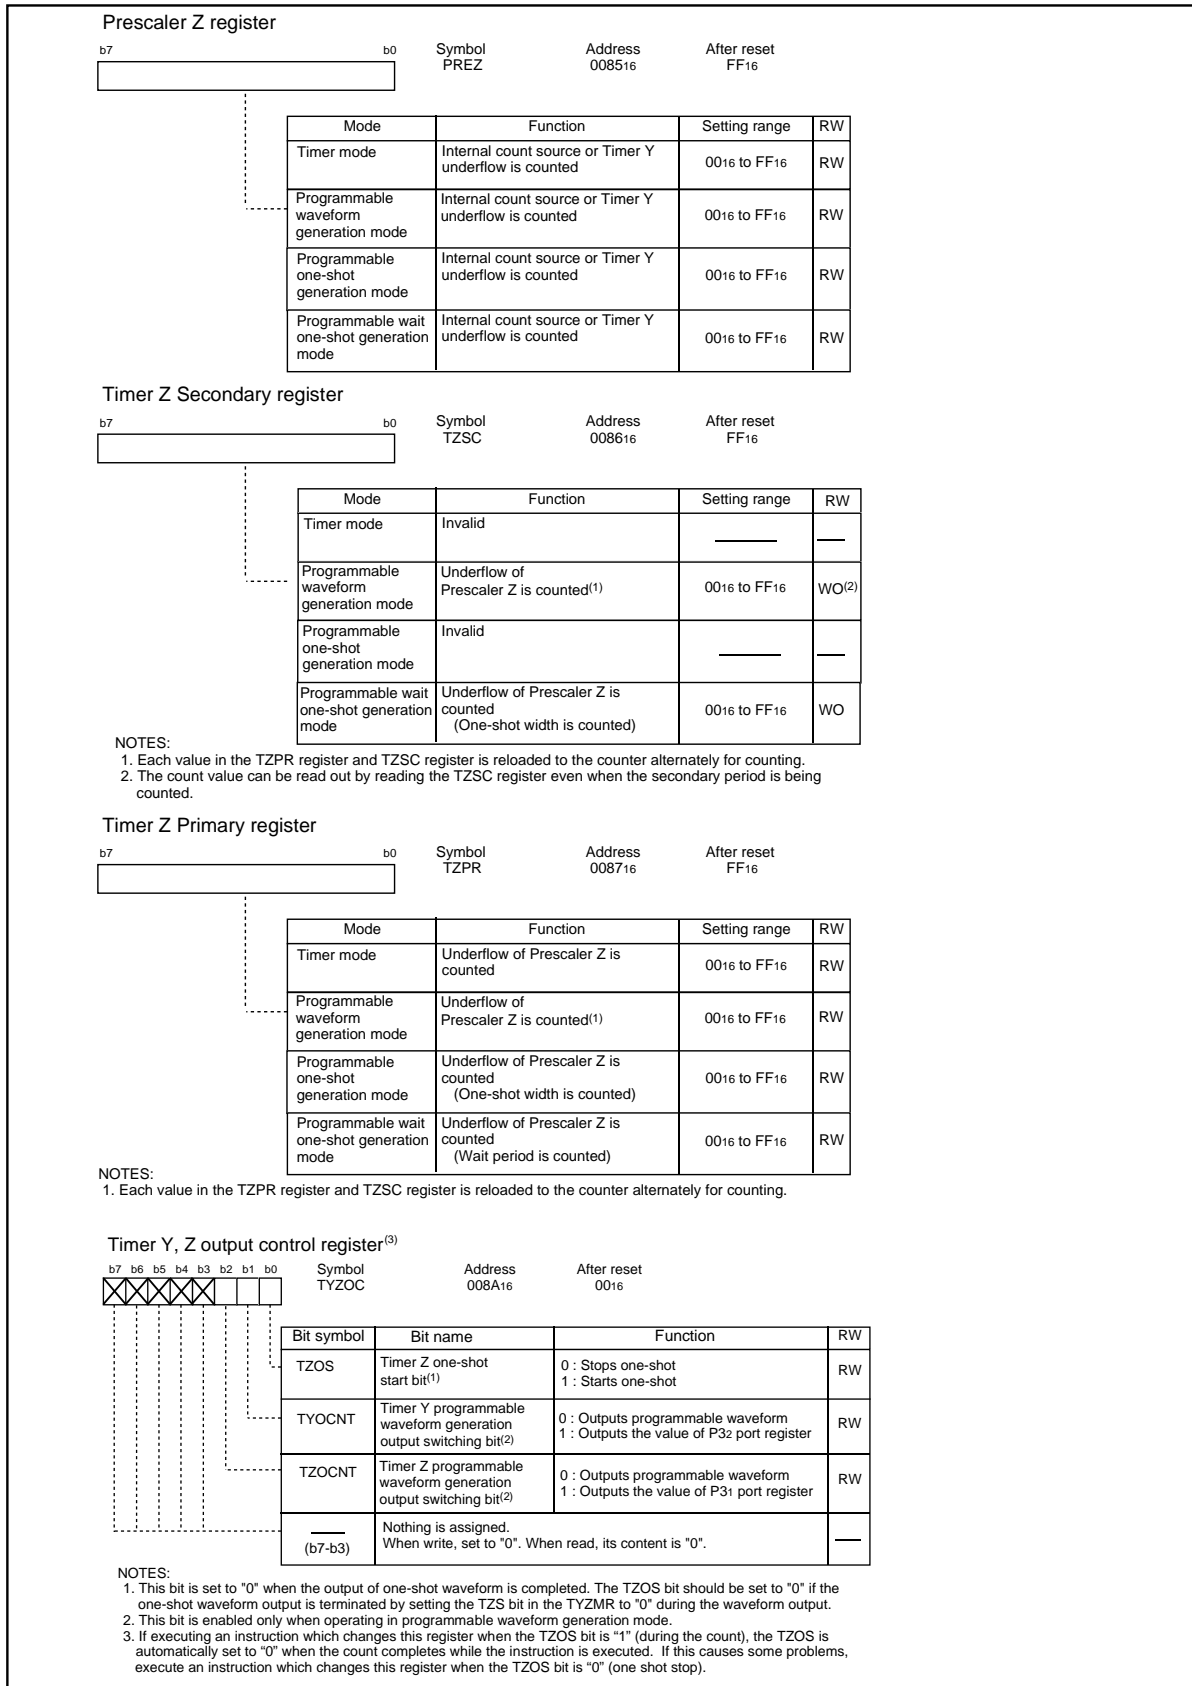 Prescaler Z register
b7 b0 Symbol Address After reset
PREZ 008516 FF16
Mode Function Setting range RW
Timer mode Internal count source or Timer Y
underflow is counted 0016 to FF16 RW
Programmable Internal count source or Timer Y
waveform underflow is counted 0016 to FF16 RW
generation mode
Programmable Internal count source or Timer Y
one-shot underflow is counted 0016 to FF16 RW
generation mode
Programmable wait Internal count source or Timer Y
one-shot generation underflow is counted 0016 to FF16 RW
mode
Timer Z Secondary register
b7 b0 Symbol Address After reset
TZSC 008616 FF16
Mode Function Setting range RW
Timer mode Invalid
Programmable Underflow of
waveform Prescaler Z is counted(1) 0016 to FF16 WO(2)
generation mode
Programmable Invalid
one-shot
generation mode
Programmable wait Underflow of Prescaler Z is
one-shot generation counted 0016 to FF16 WO
mode (One-shot width is counted)
NOTES:
1. Each value in the TZPR register and TZSC register is reloaded to the counter alternately for counting.
2. The count value can be read out by reading the TZSC register even when the secondary period is being
counted.
Timer Z Primary register
b7 b0 Symbol Address After reset
TZPR 008716 FF16
Mode Function Setting range RW
Timer mode Underflow of Prescaler Z is
counted 0016 to FF16 RW
Programmable Underflow of
waveform Prescaler Z is counted(1) 0016 to FF16 RW
generation mode
Programmable Underflow of Prescaler Z is
one-shot counted 0016 to FF16 RW
generation mode (One-shot width is counted)
Programmable wait Underflow of Prescaler Z is
one-shot generation counted 0016 to FF16 RW
mode (Wait period is counted)
NOTES:
1. Each value in the TZPR register and TZSC register is reloaded to the counter alternately for counting.
Timer Y, Z output control register(3)
b7 b6 b5 b4 b3 b2 b1 b0 Symbol Address After reset
TYZOC 008A16 0016
Bit symbol Bit name Function RW
TZOS Timer Z one-shot 0 : Stops one-shot RW
start bit(1) 1 : Starts one-shot
TYOCNT Timer Y programmable
waveform generation 0 : Outputs programmable waveform RW
output switching bit(2) 1 : Outputs the value of P32 port register
TZOCNT Timer Z programmable
waveform generation 0 : Outputs programmable waveform RW
output switching bit(2) 1 : Outputs the value of P31 port register
Nothing is assigned.
(b7-b3) When write, set to "0". When read, its content is "0".
NOTES:
1. This bit is set to "0" when the output of one-shot waveform is completed. The TZOS bit should be set to "0" if the
one-shot waveform output is terminated by setting the TZS bit in the TYZMR to "0" during the waveform output.
2. This bit is enabled only when operating in programmable waveform generation mode.
3. If executing an instruction which changes this register when the TZOS bit is “1” (during the count), the TZOS is
automatically set to “0” when the count completes while the instruction is executed. If this causes some problems,
execute an instruction which changes this register when the TZOS bit is “0” (one shot stop).